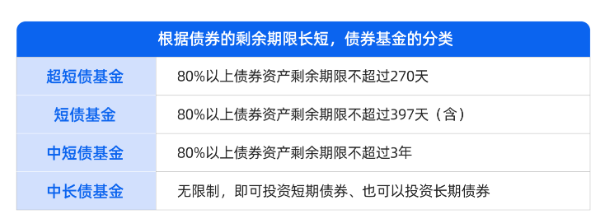 根据债券的剩余期限长短，债券基金的分类
超短债基金 80%以上债券资产剩余期限不超过270天
短债基金 80%以上债券资产剩余期限不超过397天（含）
中短债基金 80%以上债券资产剩余期限不超过3年
中长债基金 无限制，即可投资短期债券、也可以投资长期债券